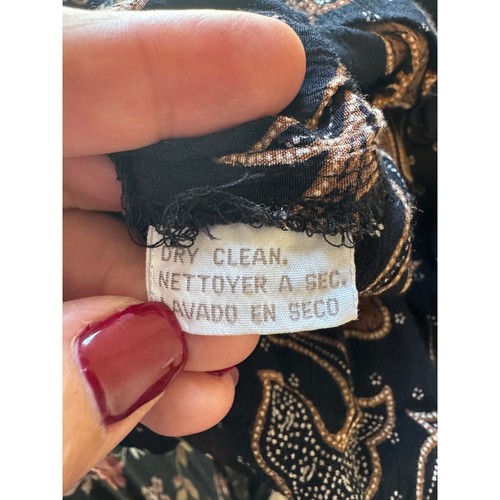 DRY CLEAN.
NETTOYER A SEC.
LAVADO EN SECO